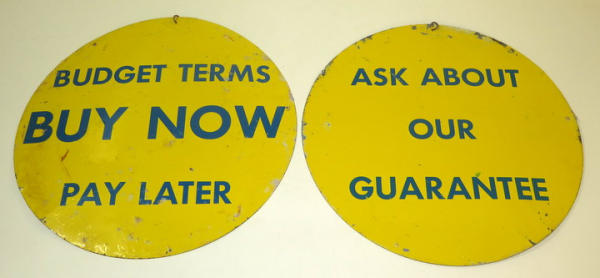 BUDGET TERMS
BUY NOW
PAY LATER
ASK ABOUT
OUR
GUARANTEE